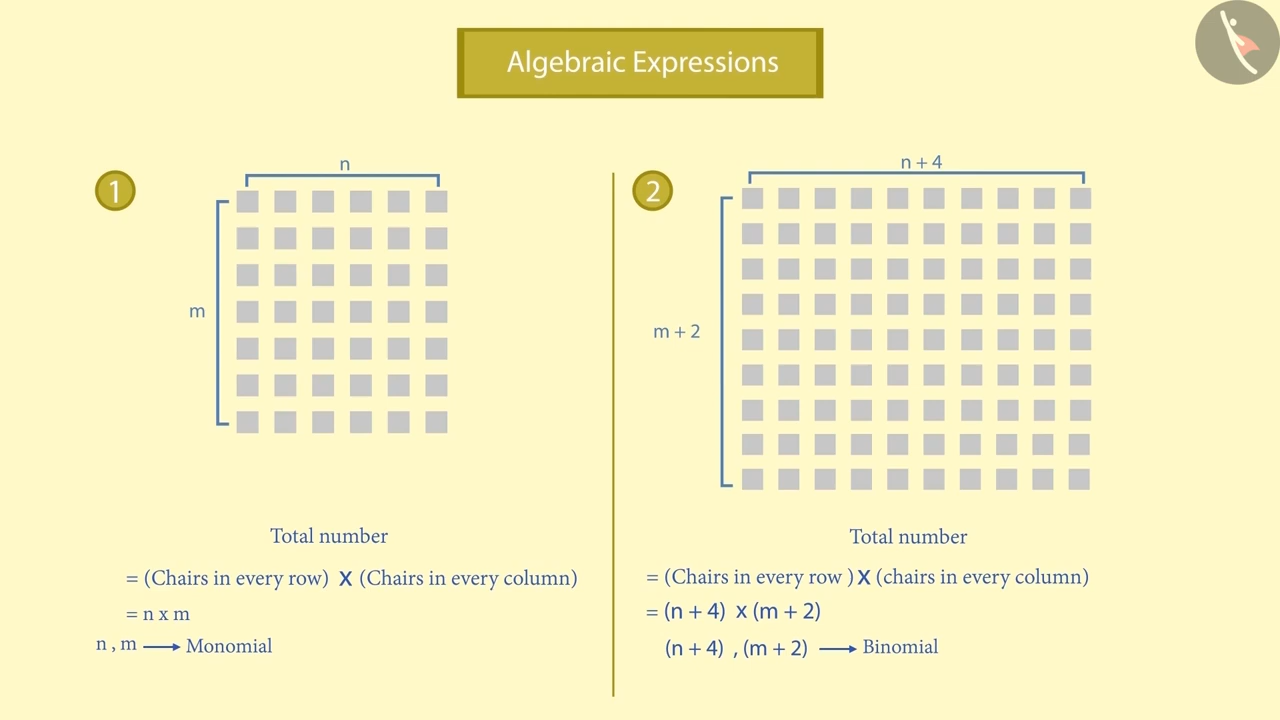 Algebraic Expressions
1
n
m
Total number
= (Chairs in every row) X (Chairs in every column)
= n x m
n , m ⟶ Monomial
2
n + 4
m + 2
Total number
= (Chairs in every row ) X (chairs in every column)
= (n + 4) x (m + 2)
(n + 4) , (m + 2) ⟶ Binomial